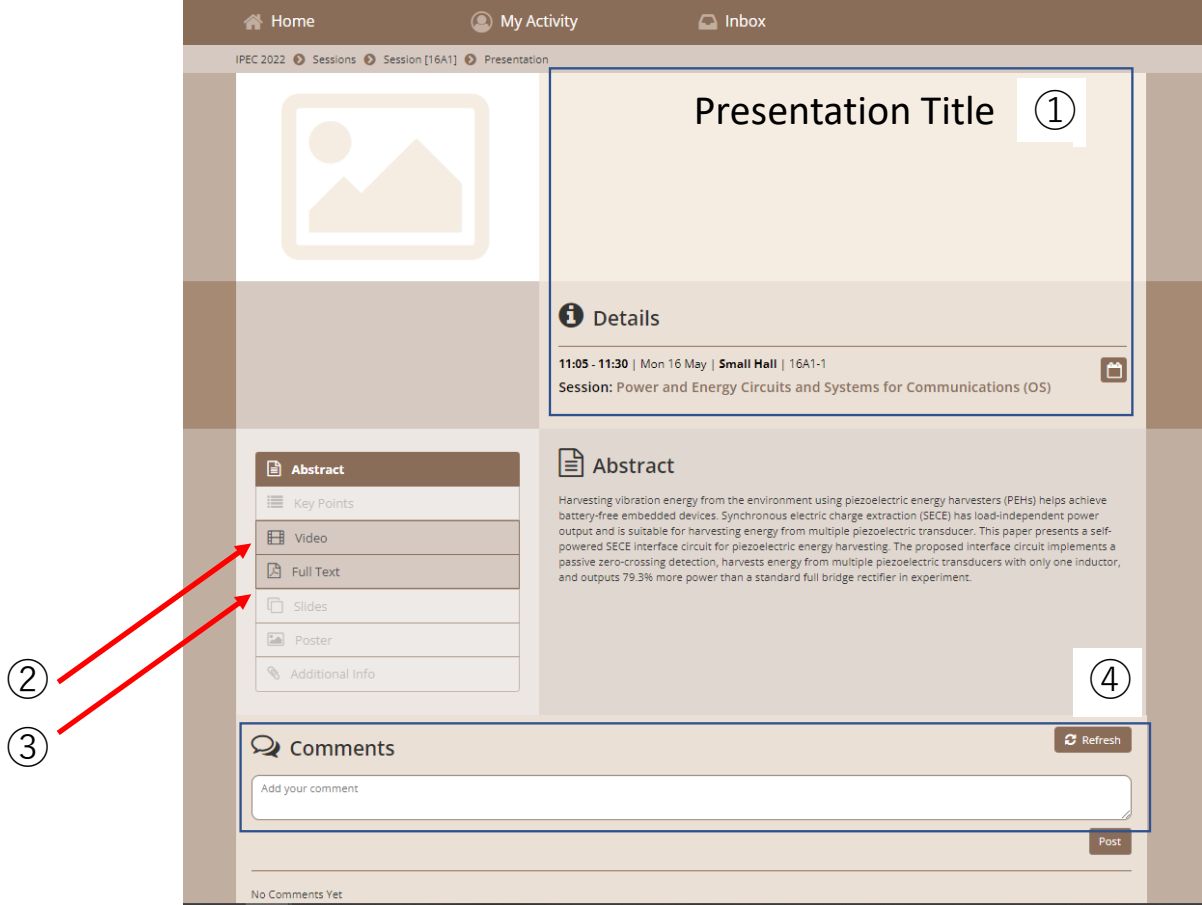 Home
My Activity
Inbox
IPEC 2022 Sessions Session [16A1] Presentation
Presentation Title ①
Details
11:05 - 11:30 | Mon 16 May | Small Hall | 16A1-1
Session: Power and Energy Circuits and Systems for Communications (OS)
Abstract
Key Points
Video
Full Text
Slides
Poster
Additional Info
②
③
Abstract
Harvesting vibration energy from the environment using piezoelectric energy harvesters (PEHs) helps achieve
battery-free embedded devices. Synchronous electric charge extraction (SECE) has load-independent power
output and is suitable for harvesting energy from multiple piezoelectric transducer. This paper presents a self-
powered SECE interface circuit for piezoelectric energy harvesting. The proposed interface circuit implements a
passive zero-crossing detection, harvests energy from multiple piezoelectric transducers with only one inductor,
and outputs 79.3% more power than a standard full bridge rectifier in experiment.
④
Comments
Refresh
Add your comment
Post
No Comments Yet